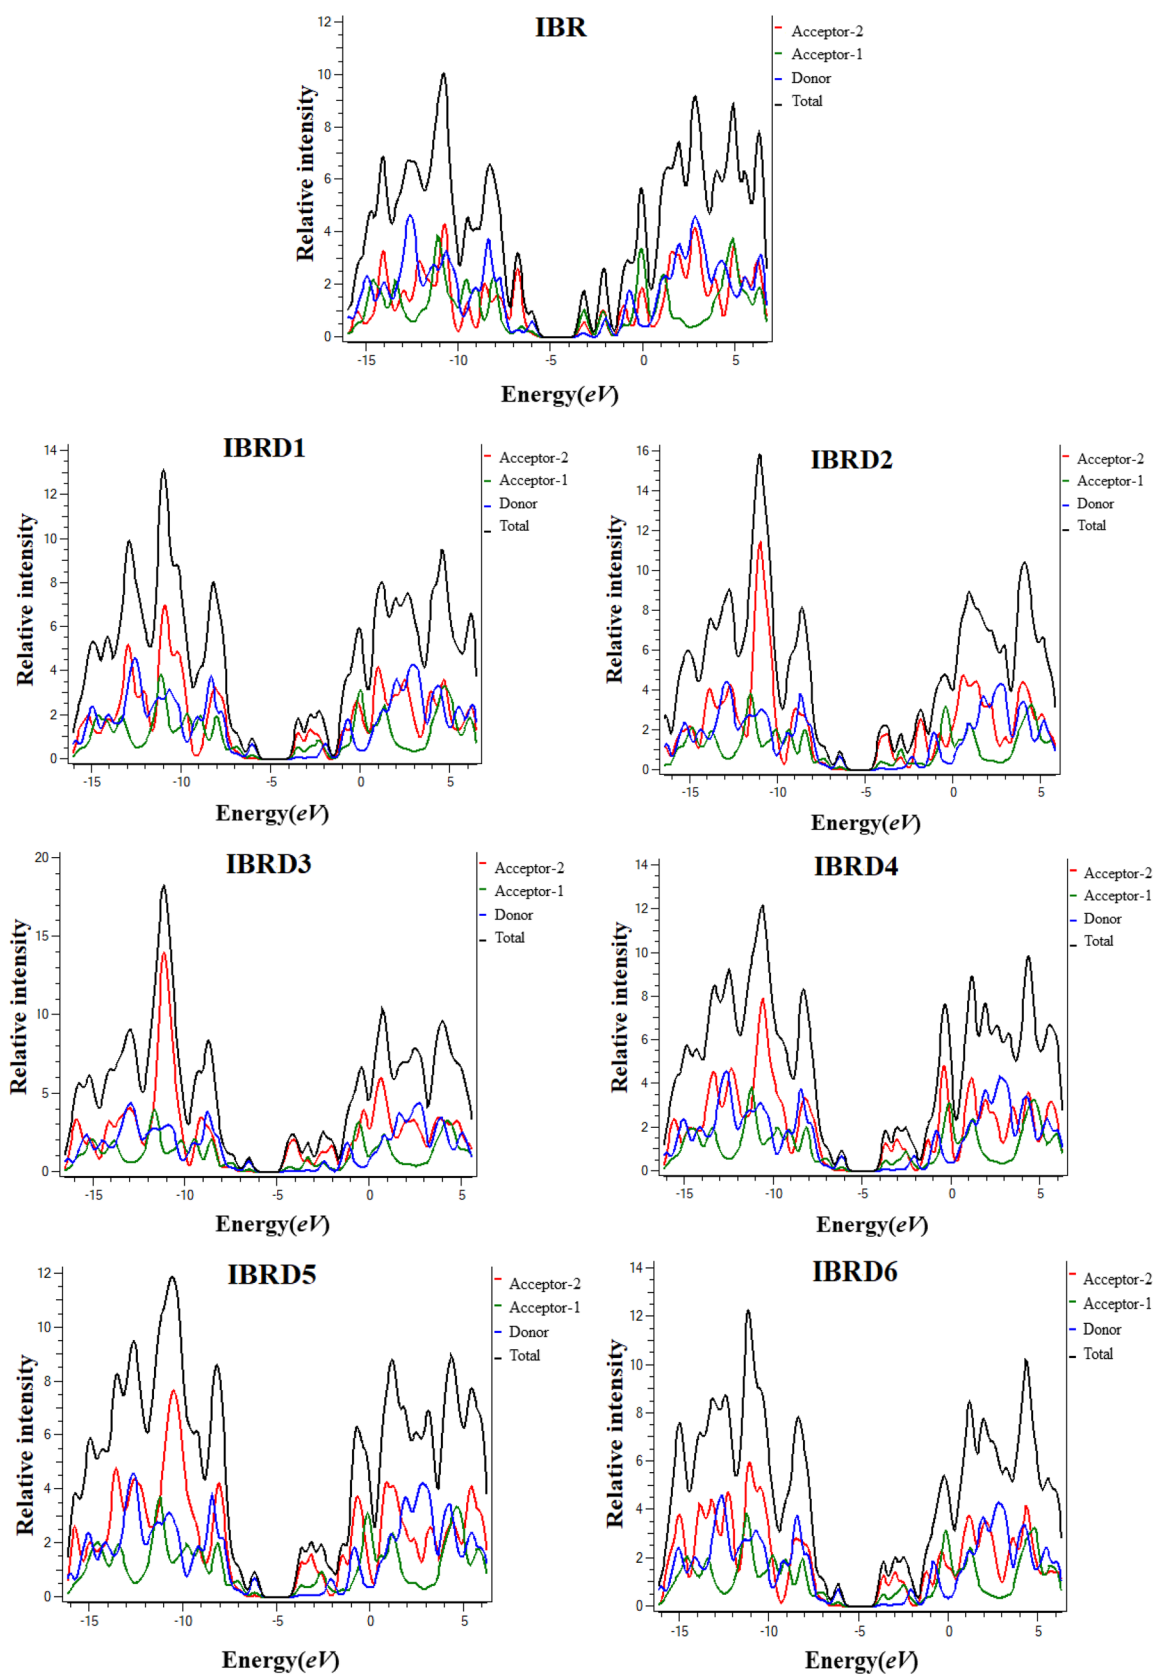 IBR
Relative intensity
12
10
8
6
4
2
0
-15
-10
-5
0
5
Energy(eV)
Acceptor-2
Acceptor-1
Donor
Total
IBRD1
Relative intensity
14
12
10
8
6
4
2
0
-15
-10
-5
0
5
Energy(eV)
Acceptor-2
Acceptor-1
Donor
Total
IBRD2
Relative intensity
16
14
12
10
8
6
4
2
0
-15
-10
-5
0
5
Energy(eV)
Acceptor-2
Acceptor-1
Donor
Total
IBRD3
Relative intensity
20
15
10
5
0
-15
-10
-5
0
5
Energy(eV)
Acceptor-2
Acceptor-1
Donor
Total
IBRD4
Relative intensity
14
12
10
8
6
4
2
0
-15
-10
-5
0
5
Energy(eV)
Acceptor-2
Acceptor-1
Donor
Total
IBRD5
Relative intensity
12
10
8
6
4
2
0
-15
-10
-5
0
5
Energy(eV)
Acceptor-2
Acceptor-1
Donor
Total
IBRD6
Relative intensity
14
12
10
8
6
4
2
0
-15
-10
-5
0
5
Energy(eV)
Acceptor-2
Acceptor-1
Donor
Total